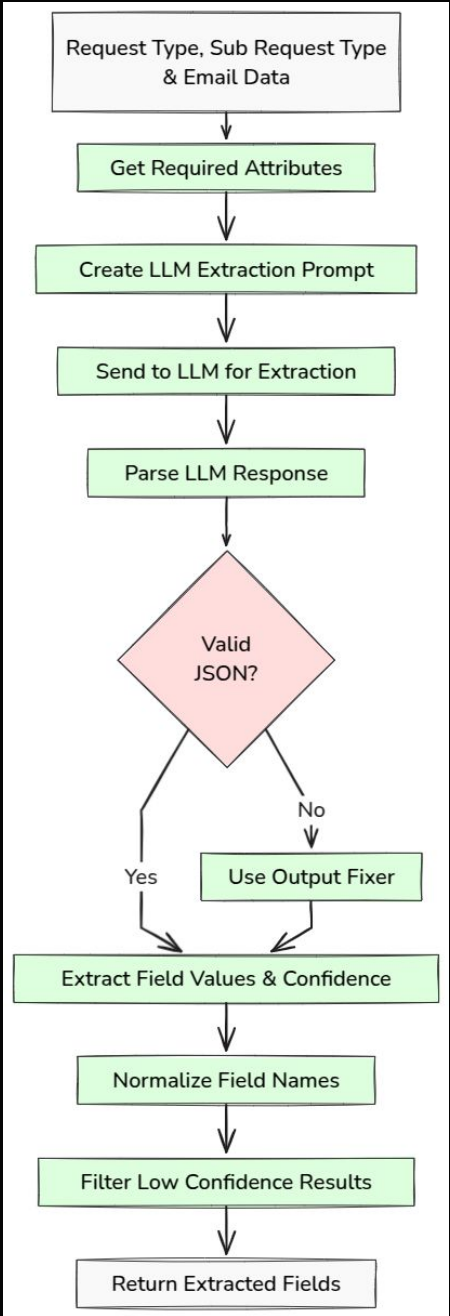 Request Type, Sub Request Type
& Email Data
Get Required Attributes
Create LLM Extraction Prompt
Send to LLM for Extraction
Parse LLM Response
Valid
JSON?
No
Yes
Use Output Fixer
Extract Field Values & Confidence
Normalize Field Names
Filter Low Confidence Results
Return Extracted Fields